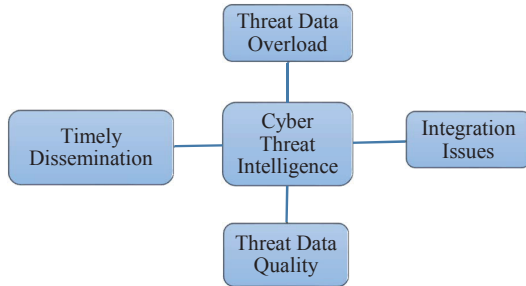 Threat Data
Overload
Timely
Dissemination
Cyber
Threat
Intelligence
Integration
Issues
Threat Data
Quality